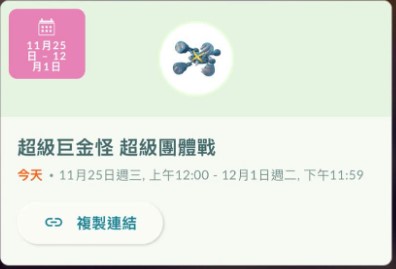 11月25
日 - 12
月1日
超級巨金怪 超級團體戰
今天 • 11月25日週三, 上午12:00 - 12月1日週二, 下午11:59
複製連結